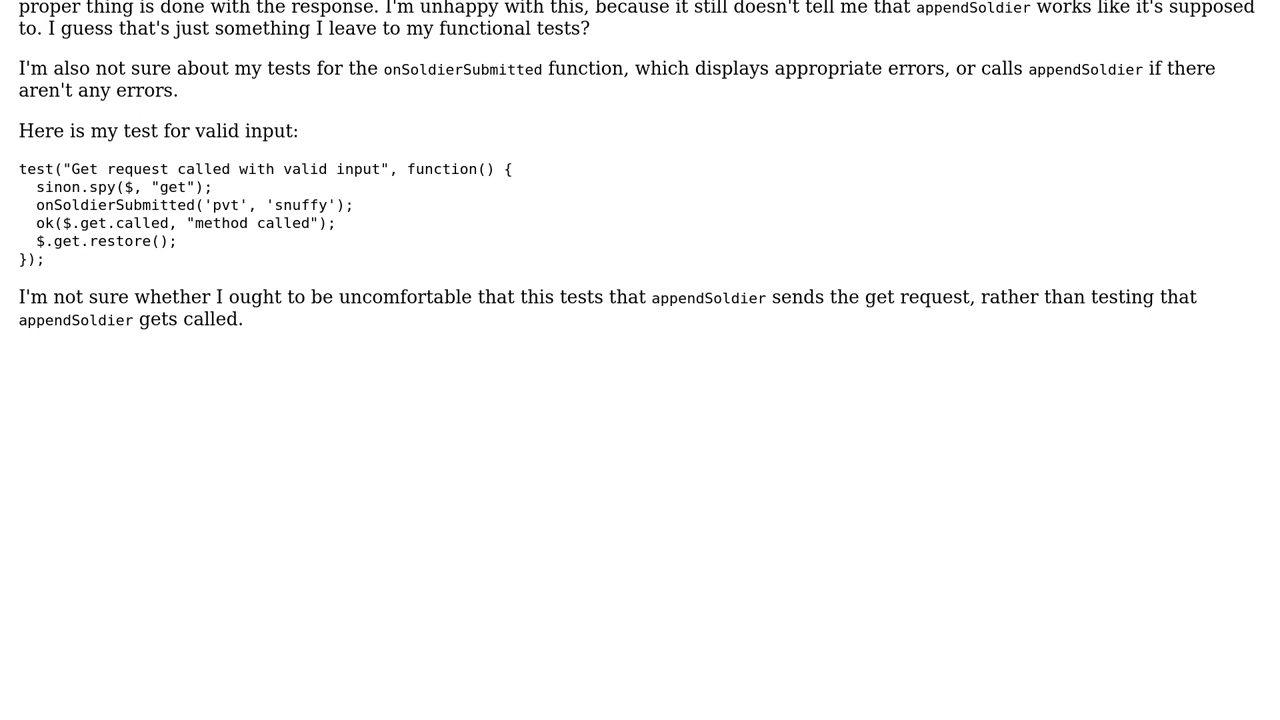 proper thing is done with the response. I'm unhappy with this, because it still doesn't tell me that appendSoldier works like it's supposed
to. I guess that's just something I leave to my functional tests?
I'm also not sure about my tests for the onSoldierSubmitted function, which displays appropriate errors, or calls appendSoldier if there
aren't any errors.
Here is my test for valid input:
test("Get request called with valid input", function() {
  sinon.spy($, "get");
  onSoldierSubmitted('pvt', 'snuffy');
  ok($.get.called, "method called");
  $.get.restore();
});
I'm not sure whether I ought to be uncomfortable that this tests that appendSoldier sends the get request, rather than testing that
appendSoldier gets called.